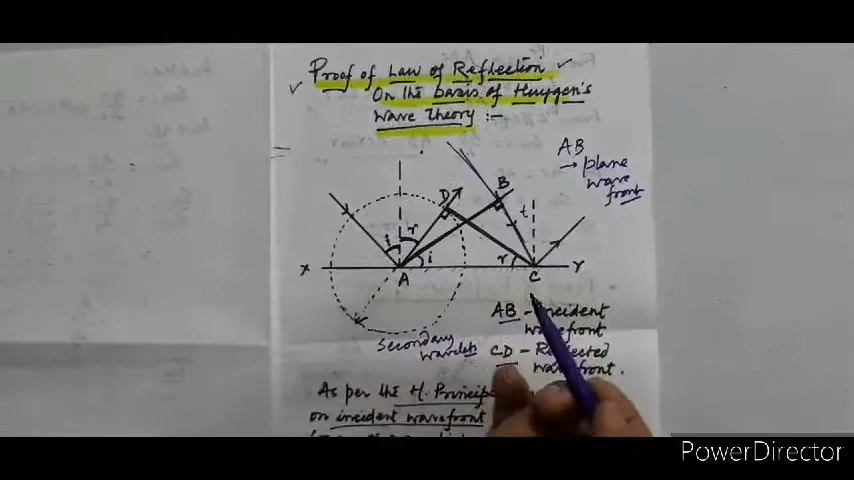 Proof of Law of Reflection
On the basis of Huygen's
wave theory :-
AB
→ plane
wave
front
D
B
t
i
r
i
r
X
A
C
Y
AB - Incident
wavefront
Secondary
wavelets
CD - Reflected
wavefront.
As per the H. Principle
on incident wavefront
PowerDirector